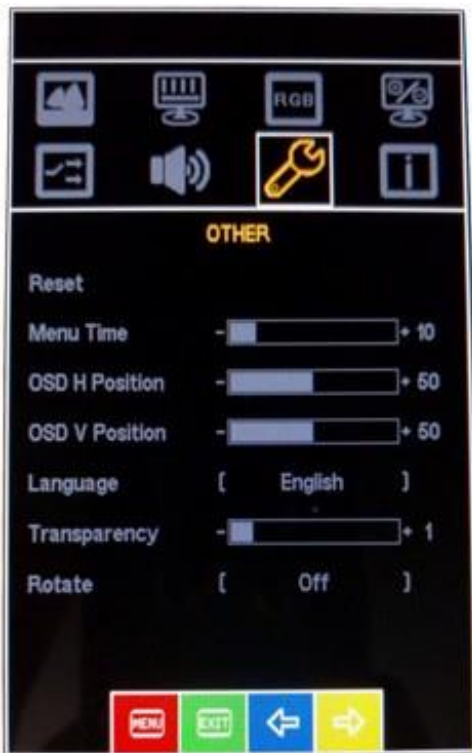 RGB
OTHER
Reset
Menu Time - + 10
OSD H Position - + 50
OSD V Position - + 50
Language [ English ]
Transparency - + 1
Rotate [ Off ]
MENU EXIT